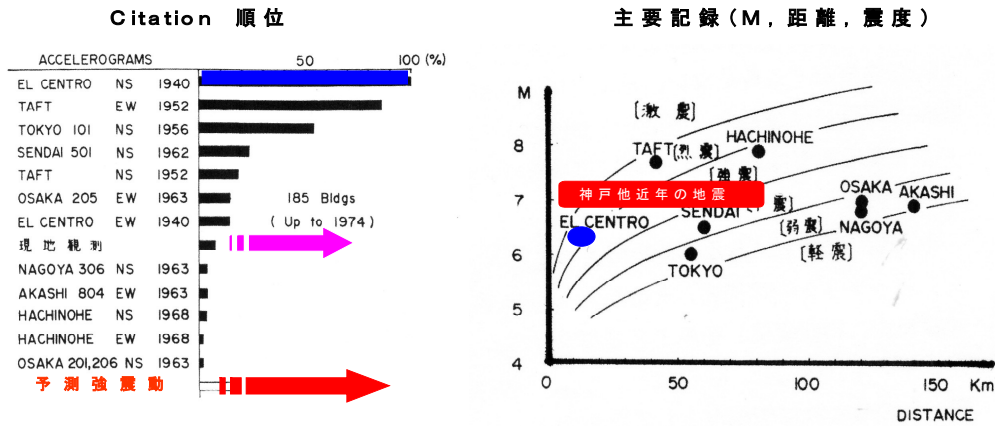 Citation 順位
ACCELEROGRAMS 50 100 (%)
EL CENTRO NS 1940
TAFT EW 1952
TOKYO 101 NS 1956
SENDAI 501 NS 1962
TAFT NS 1952
OSAKA 205 EW 1963
185 Bldgs
EL CENTRO EW 1940
( Up to 1974)
現地観測
NAGOYA 306 NS 1963
AKASHI 804 EW 1963
HACHINOHE NS 1968
HACHINOHE EW 1968
OSAKA 201,206 NS 1963
予測強震動
主要記録(M, 距離, 震度)
M
8
7
6
5
4
0 50 100 150 Km
DISTANCE
[激震]
HACHINOHE
TAFT [烈震]
[強震]
神戸他近年の地震
OSAKA AKASHI
EL CENTRO SENDAI 震]
NAGOYA
[弱震]
[軽震]
TOKYO